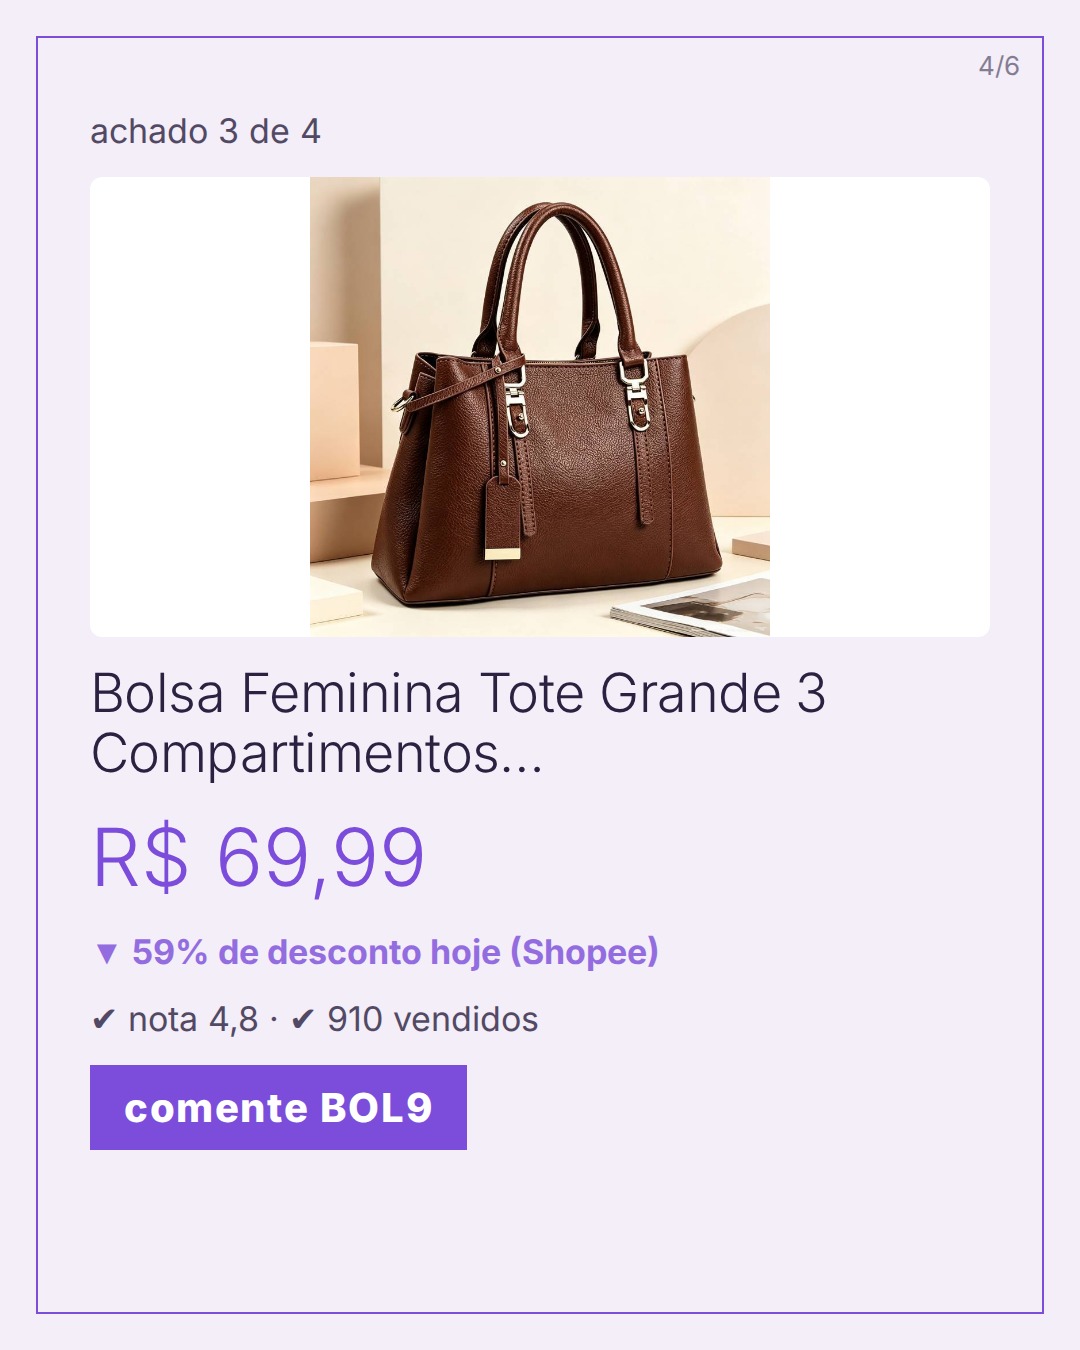 4/6
achado 3 de 4
Bolsa Feminina Tote Grande 3
Compartimentos...
R$ 69,99
▼ 59% de desconto hoje (Shopee)
✔ nota 4,8 · ✔ 910 vendidos
comente BOL9